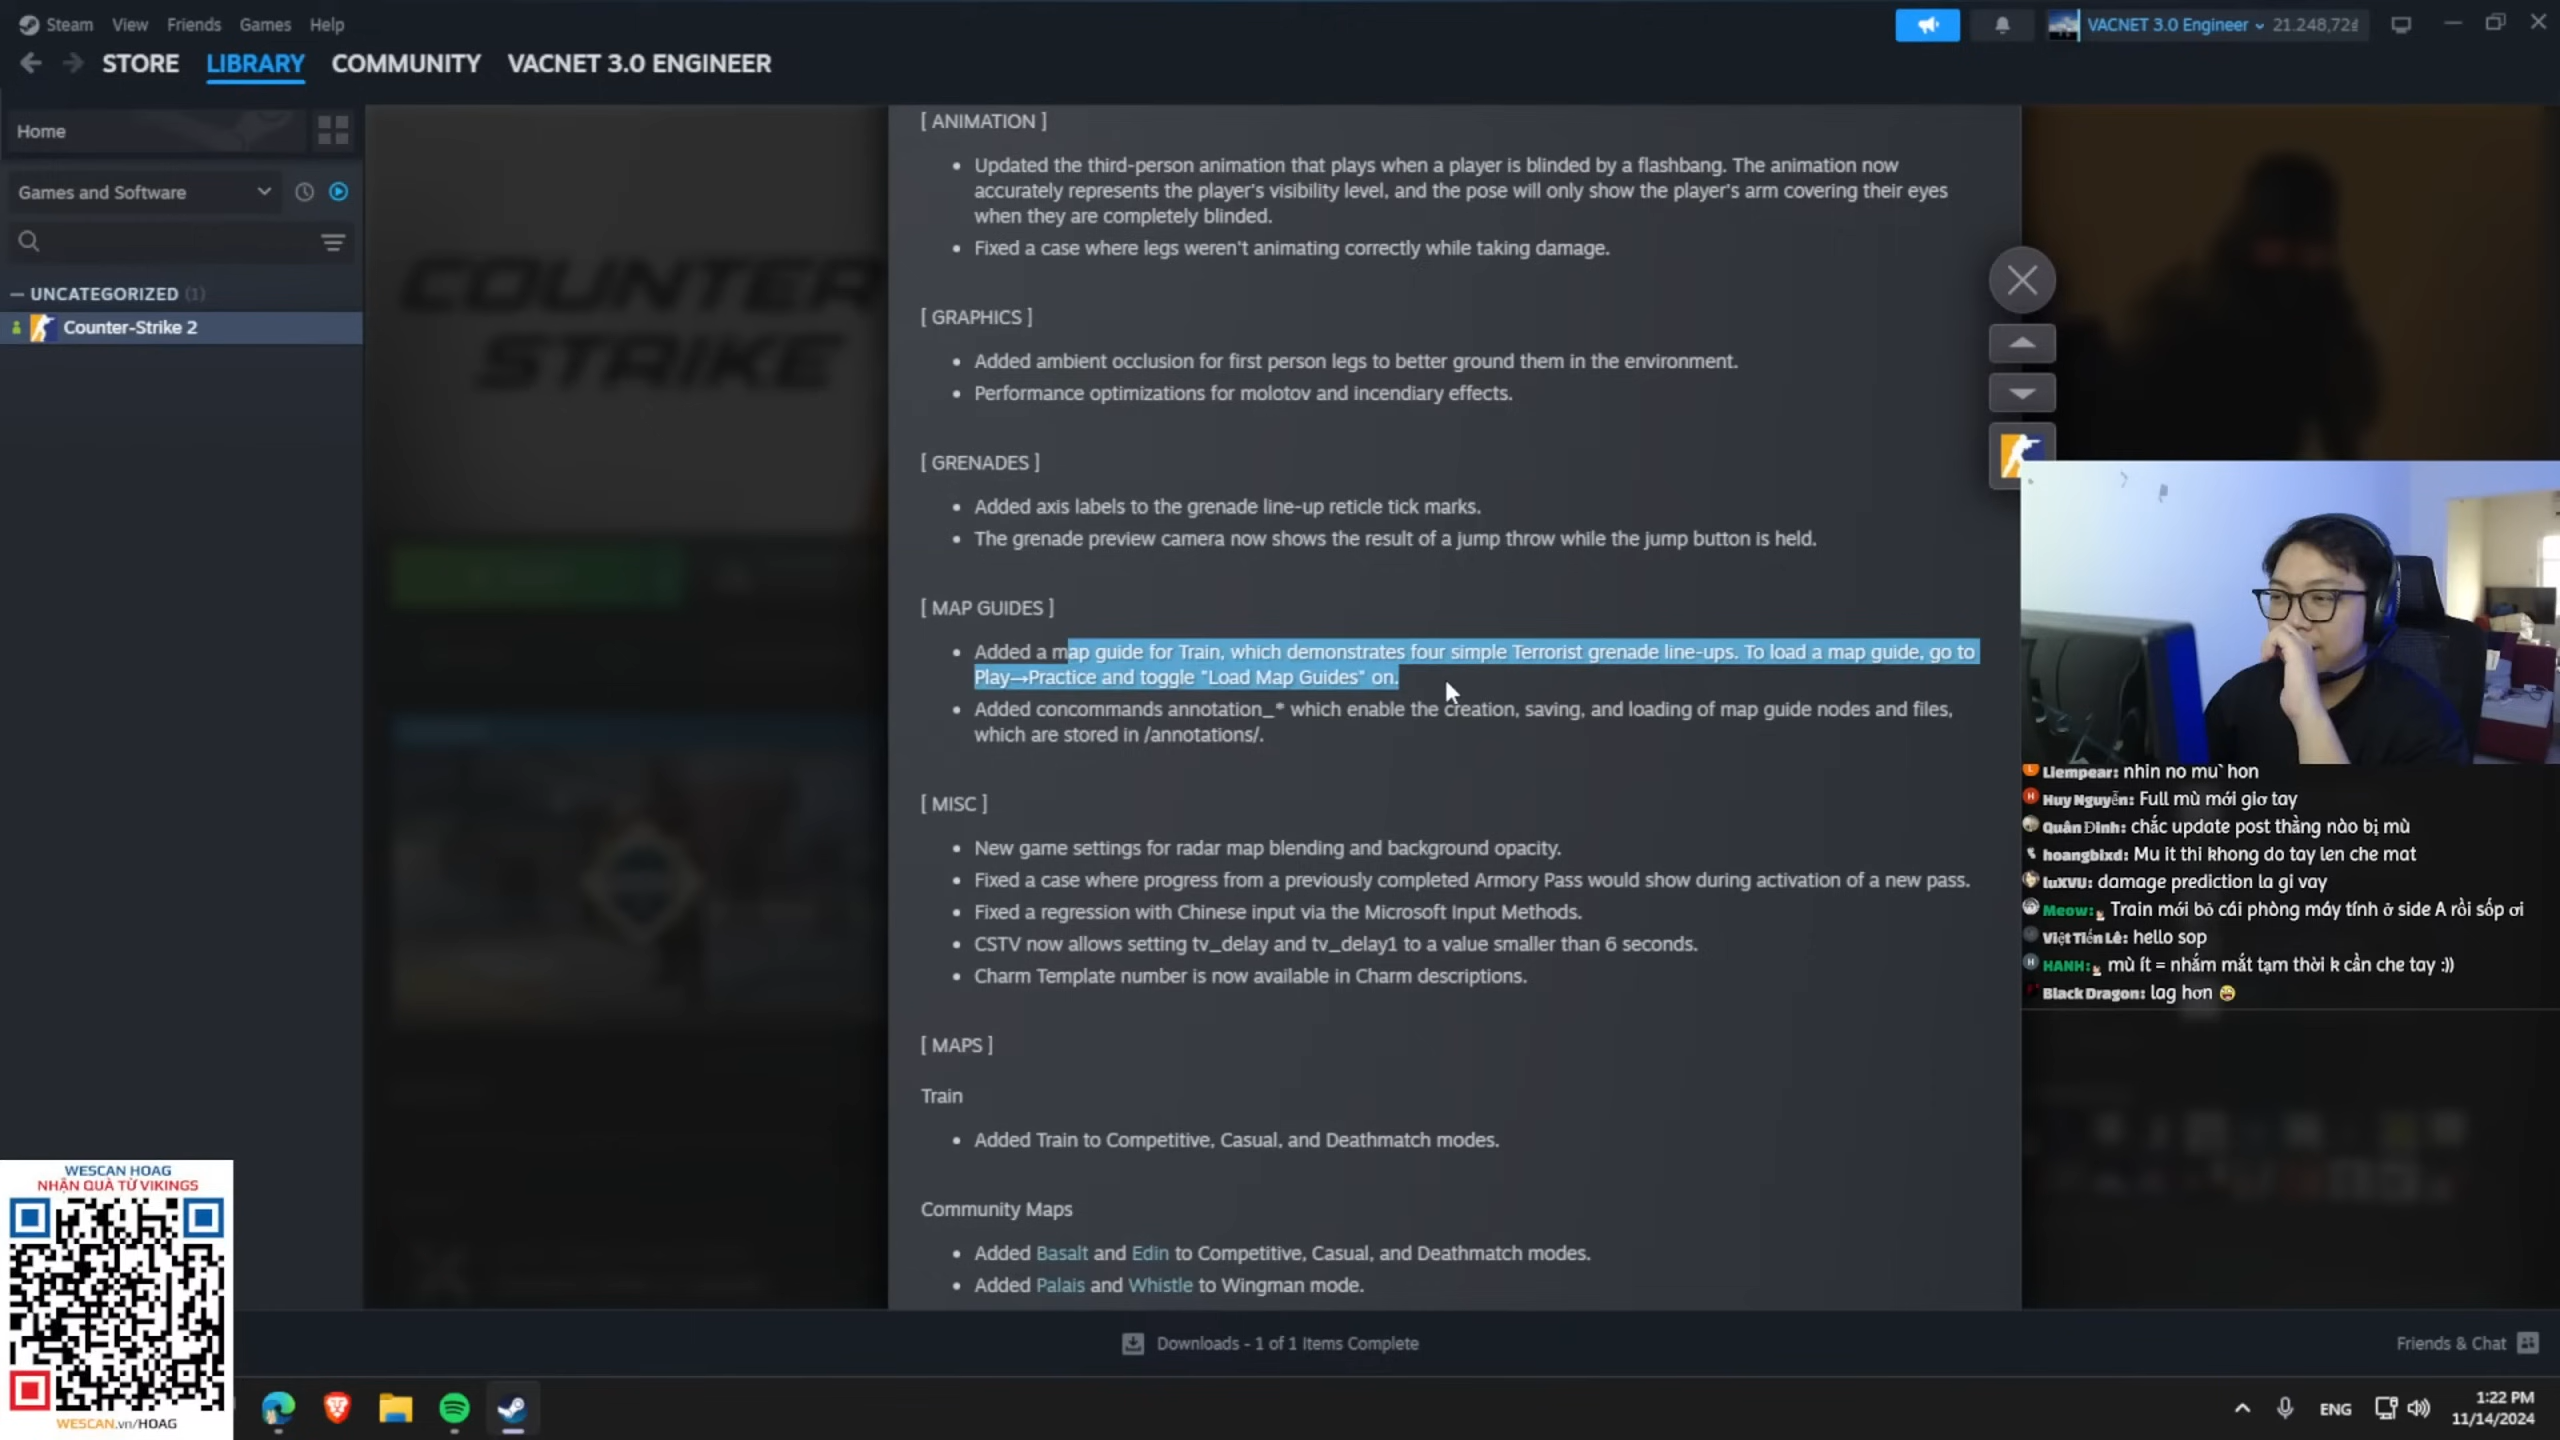 Steam View Friends Games Help
VACNET 3.0 Engineer 21.248,72₫
STORE LIBRARY COMMUNITY VACNET 3.0 ENGINEER
Home
Games and Software
— UNCATEGORIZED (1)
Counter-Strike 2
COUNTER
STRIKE
[ ANIMATION ]
• Updated the third-person animation that plays when a player is blinded by a flashbang. The animation now
accurately represents the player's visibility level, and the pose will only show the player's arm covering their eyes
when they are completely blinded.
• Fixed a case where legs weren't animating correctly while taking damage.
[ GRAPHICS ]
• Added ambient occlusion for first person legs to better ground them in the environment.
• Performance optimizations for molotov and incendiary effects.
[ GRENADES ]
• Added axis labels to the grenade line-up reticle tick marks.
• The grenade preview camera now shows the result of a jump throw while the jump button is held.
[ MAP GUIDES ]
• Added a map guide for Train, which demonstrates four simple Terrorist grenade line-ups. To load a map guide, go to
Play→Practice and toggle "Load Map Guides" on.
• Added concommands annotation_* which enable the creation, saving, and loading of map guide nodes and files,
which are stored in /annotations/.
[ MISC ]
• New game settings for radar map blending and background opacity.
• Fixed a case where progress from a previously completed Armory Pass would show during activation of a new pass.
• Fixed a regression with Chinese input via the Microsoft Input Methods.
• CSTV now allows setting tv_delay and tv_delay1 to a value smaller than 6 seconds.
• Charm Template number is now available in Charm descriptions.
[ MAPS ]
Train
• Added Train to Competitive, Casual, and Deathmatch modes.
Community Maps
• Added Basalt and Edin to Competitive, Casual, and Deathmatch modes.
• Added Palais and Whistle to Wingman mode.
Liempear: nhin no mu` hon
Huy Nguyễn: Full mù mới giơ tay
Quân Đinh: chắc update post thằng nào bị mù
hoangbixd: Mu it thi khong do tay len che mat
luXVU: damage prediction la gi vay
Meow: Train mới bỏ cái phòng máy tính ở side A rồi sốp ơi
Việt Tiến Lê: hello sop
HANH: mù ít = nhắm mắt tạm thời k cần che tay :))
Black Dragon: lag hơn
WESCAN HOAG
NHẬN QUÀ TỪ VIKINGS
WESCAN.vn/HOAG
Downloads - 1 of 1 Items Complete
Friends & Chat
ENG
1:22 PM
11/14/2024